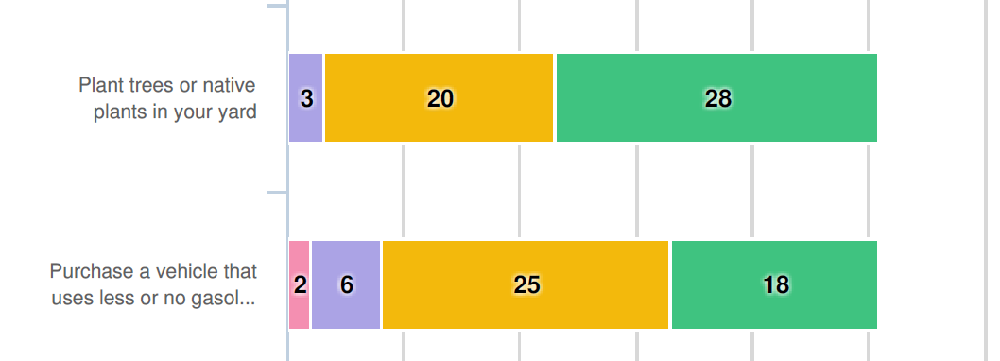 Plant trees or native
plants in your yard
3 20 28
Purchase a vehicle that
uses less or no gasol...
2 6 25 18